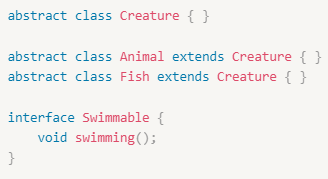 abstract class Creature { }
abstract class Animal extends Creature { }
abstract class Fish extends Creature { }
interface Swimmable {
    void swimming();
}